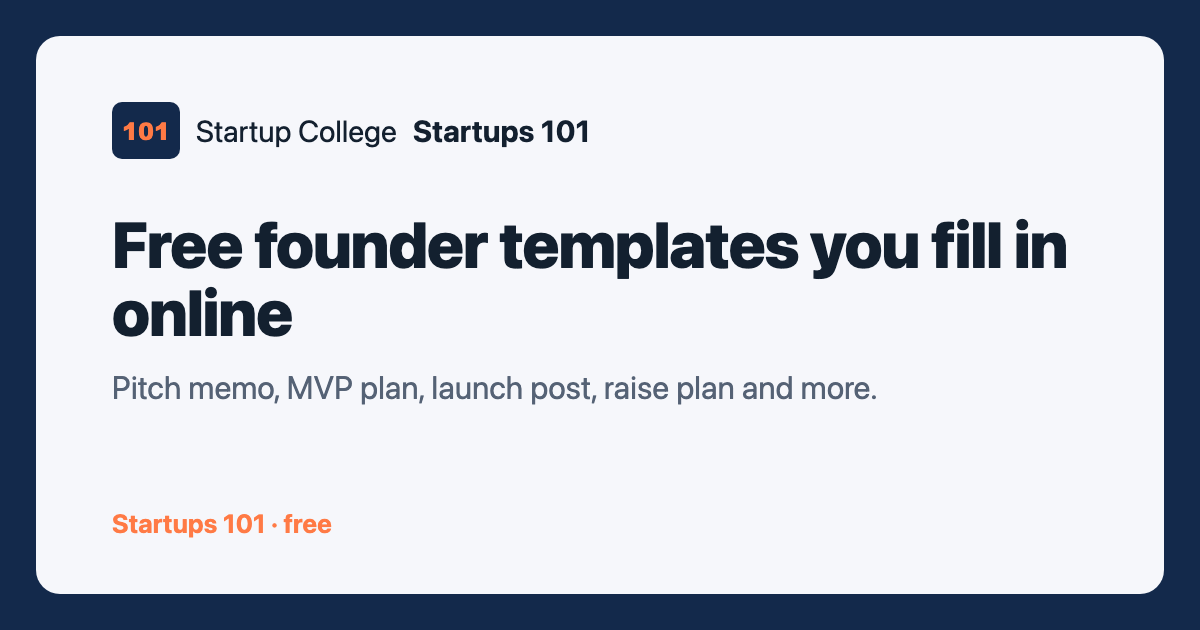 101 Startup College Startups 101
Free founder templates you fill in
online
Pitch memo, MVP plan, launch post, raise plan and more.
Startups 101 · free